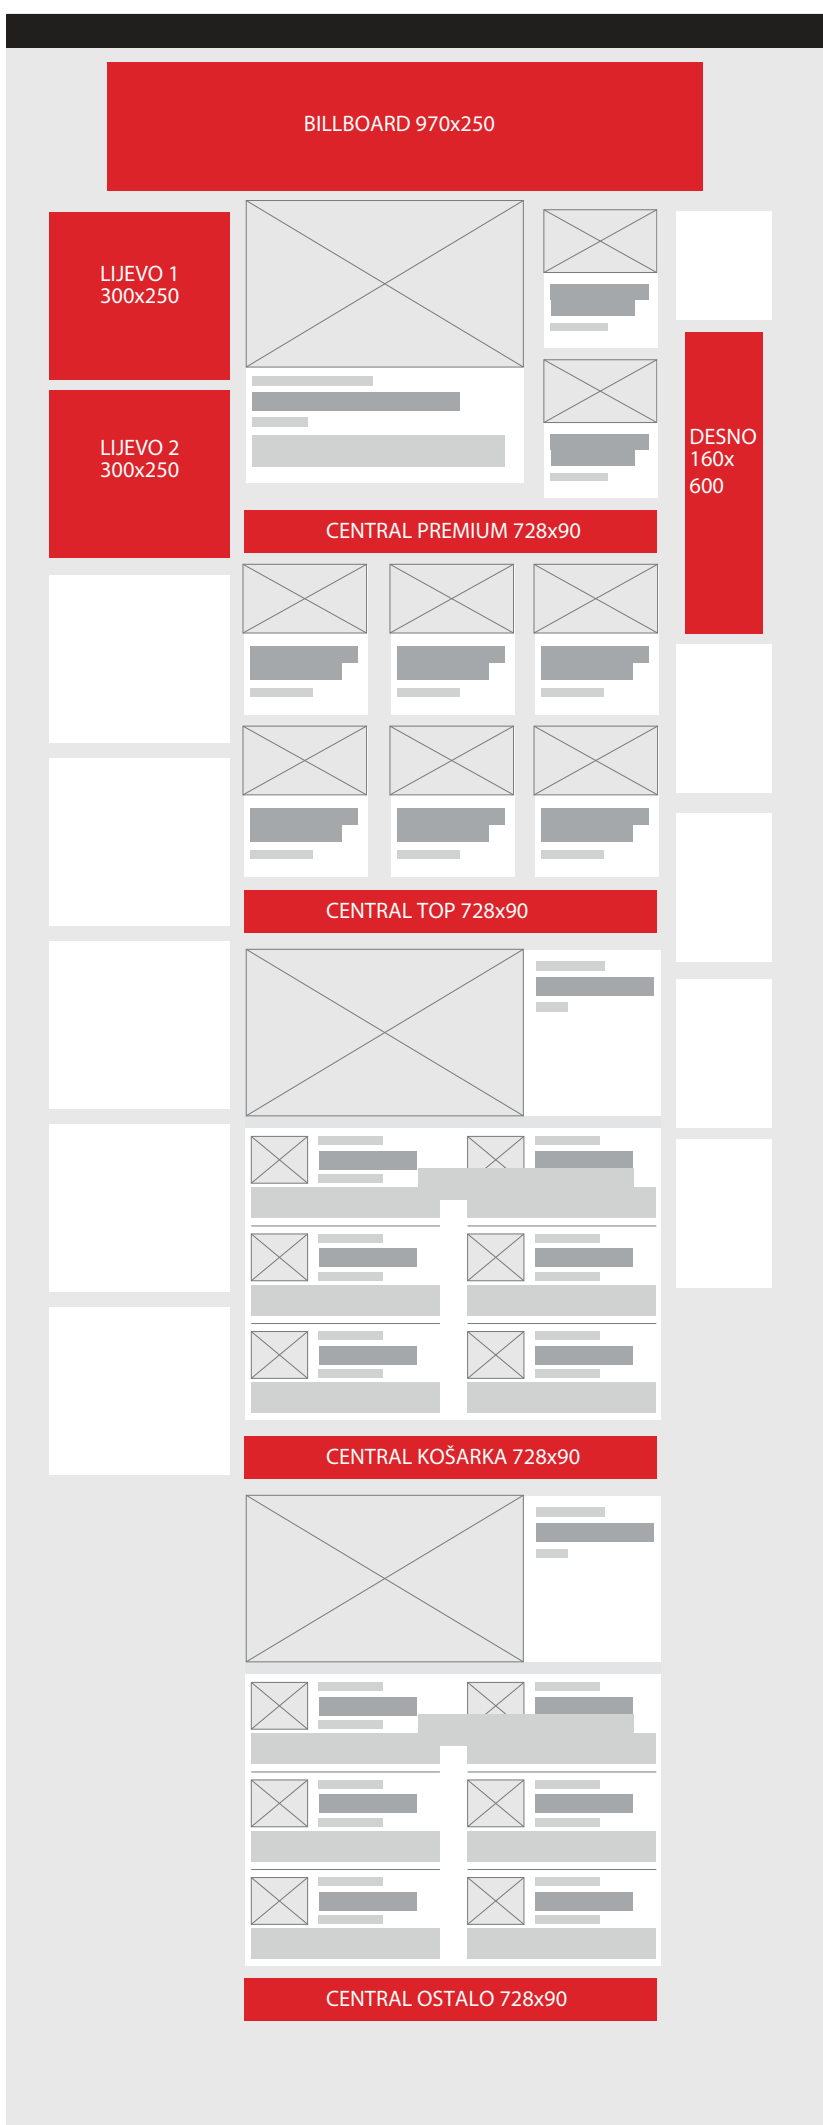 BILLBOARD 970x250
LIJEVO 1
300x250
LIJEVO 2
300x250
DESNO
160x
600
CENTRAL PREMIUM 728x90
CENTRAL TOP 728x90
CENTRAL KOŠARKA 728x90
CENTRAL OSTALO 728x90